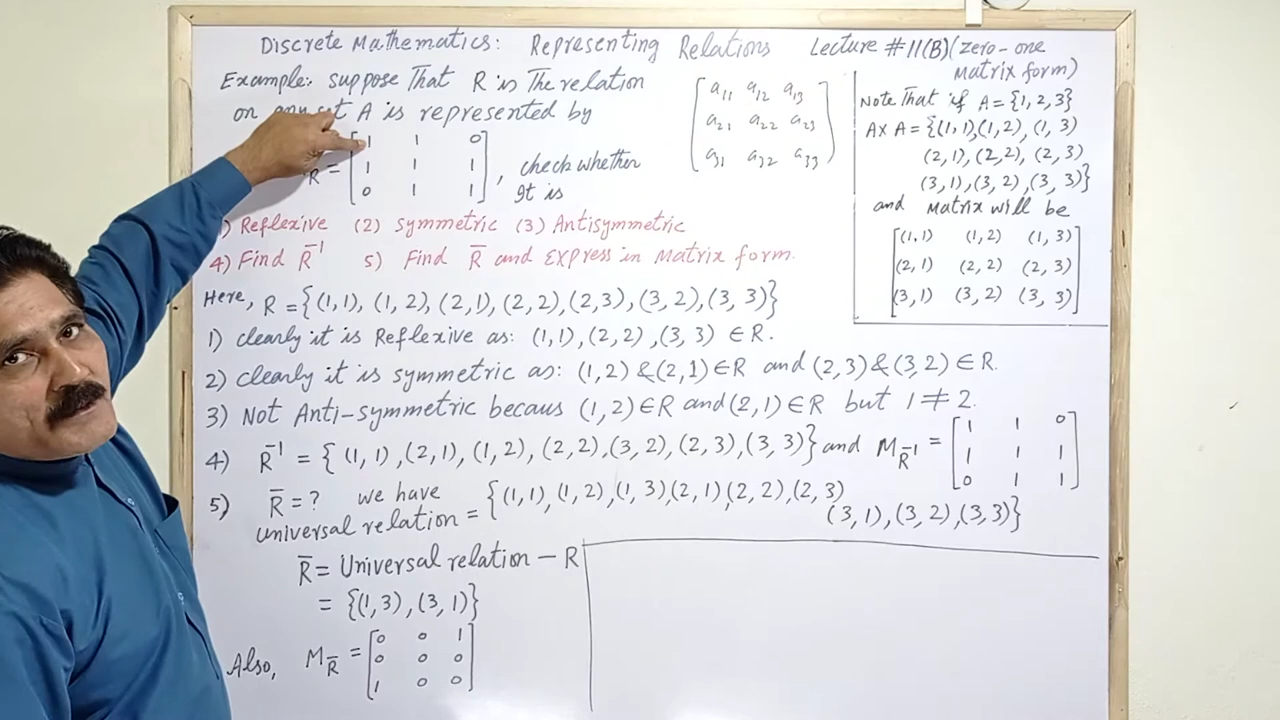 Discrete Mathematics: Representing Relations Lecture #11(B)(zero-one
Matrix form)
Example:- suppose That R is The relation
on A is represented by
R = [1 1 0
1 1 1
0 1 1], check whether
It is
[a11 a12 a13
a21 a22 a23
a31 a32 a33]
Note That if A = {1, 2, 3}
A x A = {(1, 1), (1, 2), (1, 3)
(2, 1), (2, 2), (2, 3)
(3, 1), (3, 2), (3, 3)}
and Matrix will be
[(1, 1) (1, 2) (1, 3)
(2, 1) (2, 2) (2, 3)
(3, 1) (3, 2) (3, 3)]
1) Reflexive (2) symmetric (3) Antisymmetric
4) Find R⁻¹ 5) Find R̅ and Express in Matrix form.
Here, R = {(1, 1), (1, 2), (2, 1), (2, 2), (2, 3), (3, 2), (3, 3)}
1) clearly it is Reflexive as: (1, 1), (2, 2), (3, 3) ∈ R.
2) clearly it is symmetric as: (1, 2) & (2, 1) ∈ R and (2, 3) & (3, 2) ∈ R.
3) Not Anti-symmetric becaus (1, 2) ∈ R and (2, 1) ∈ R but 1 ≠ 2.
4) R⁻¹ = { (1, 1), (2, 1), (1, 2), (2, 2), (3, 2), (2, 3), (3, 3)} and M_R⁻¹ = [1 1 0
1 1 1
0 1 1]
5) R̅ = ? we have
universal relation = {(1, 1), (1, 2), (1, 3) (2, 1) (2, 2), (2, 3)
(3, 1), (3, 2), (3, 3)}
R̅ = Universal relation — R
= {(1, 3), (3, 1)}
Also, M_R̅ = [0 0 1
0 0 0
1 0 0]